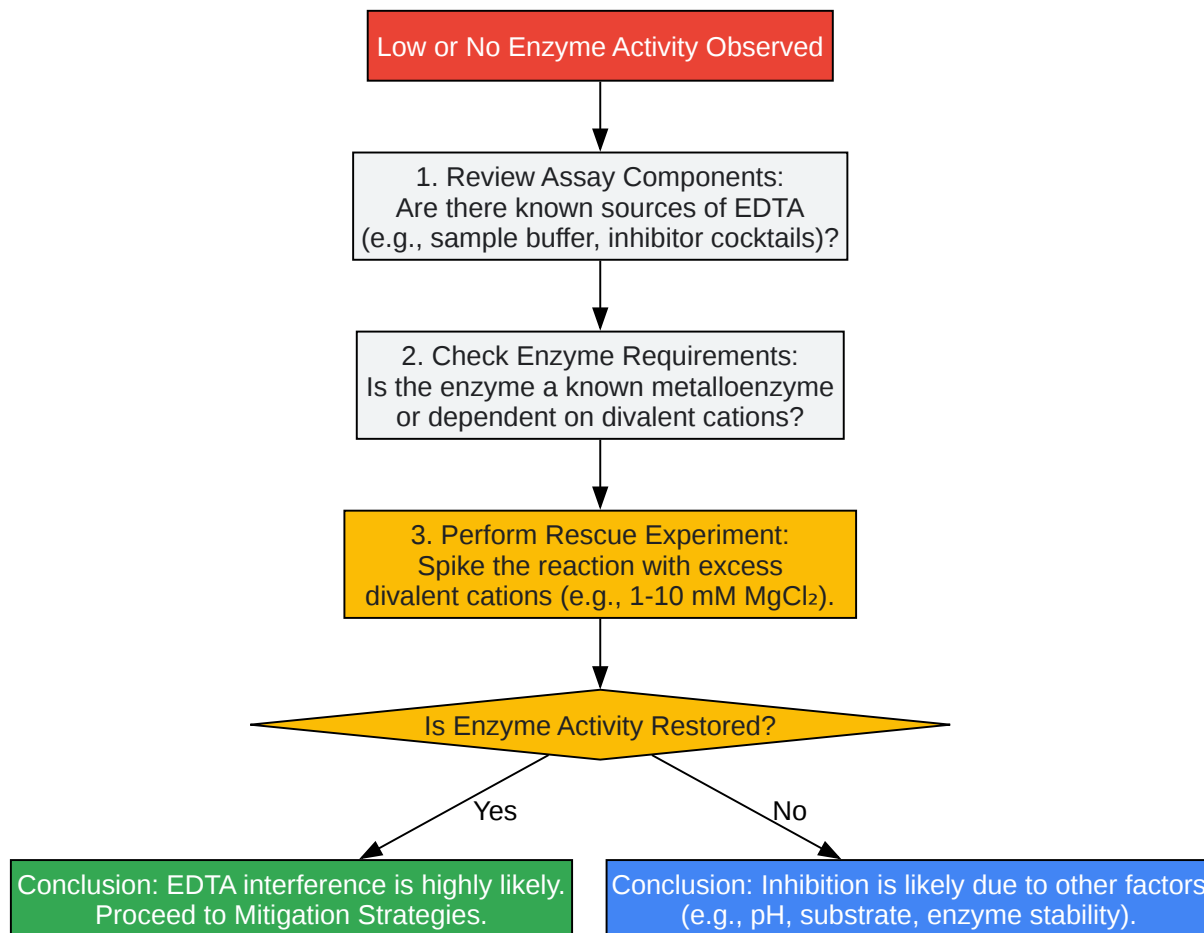 Low or No Enzyme Activity Observed
1. Review Assay Components:
Are there known sources of EDTA
(e.g., sample buffer, inhibitor cocktails)?
2. Check Enzyme Requirements:
Is the enzyme a known metalloenzyme
or dependent on divalent cations?
3. Perform Rescue Experiment:
Spike the reaction with excess
divalent cations (e.g., 1-10 mM MgCl₂).
Is Enzyme Activity Restored?
Yes
No
Conclusion: EDTA interference is highly likely.
Proceed to Mitigation Strategies.
Conclusion: Inhibition is likely due to other factors
(e.g., pH, substrate, enzyme stability).